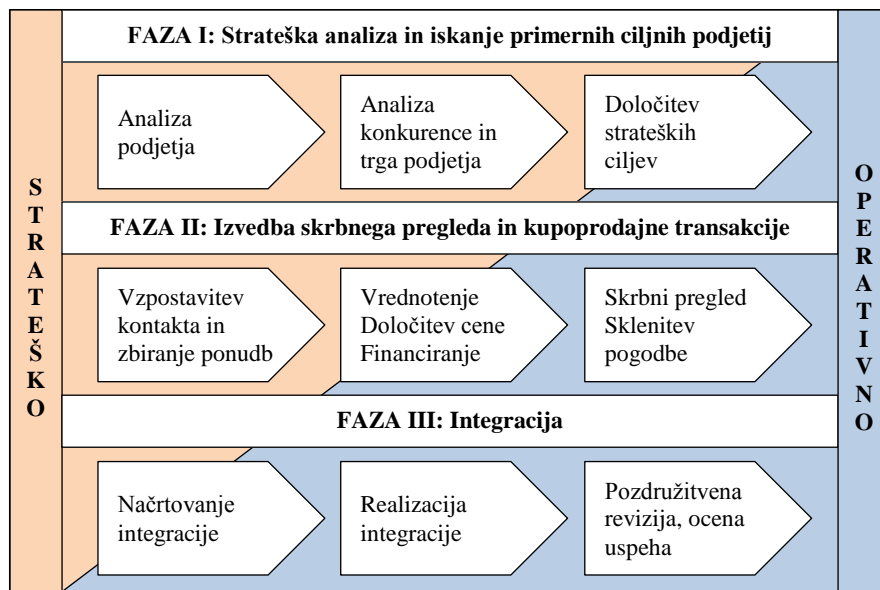 FAZA I: Strateška analiza in iskanje primernih ciljnih podjetij
Analiza
podjetja
Analiza
konkurence in
trga podjetja
Določitev
strateških
ciljev
STRATEŠKO
OPERATIVNO
FAZA II: Izvedba skrbnega pregleda in kupoprodajne transakcije
Vzpostavitev
kontakta in
zbiranje ponudb
Vrednotenje
Določitev cene
Financiranje
Skrbni pregled
Sklenitev
pogodbe
FAZA III: Integracija
Načrtovanje
integracije
Realizacija
integracije
Pozdružitvena
revizija, ocena
uspeha